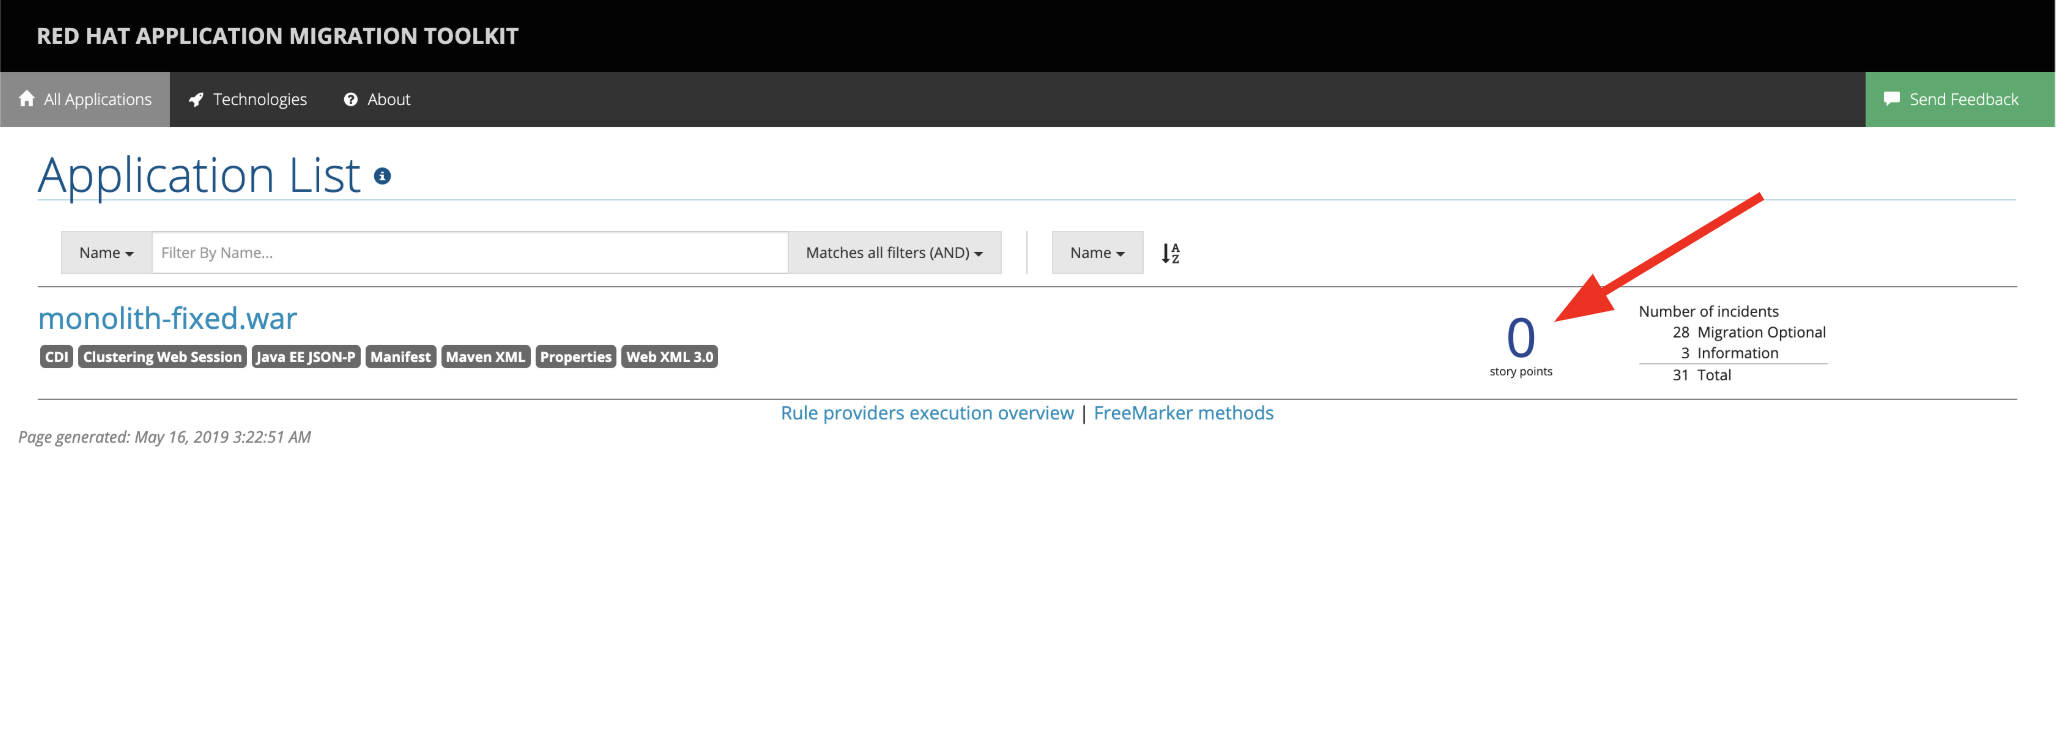 RED HAT APPLICATION MIGRATION TOOLKIT
All Applications Technologies About Send Feedback
Application List
Name Filter By Name... Matches all filters (AND) Name
monolith-fixed.war
CDI Clustering Web Session Java EE JSON-P Manifest Maven XML Properties Web XML 3.0
0
story points
Number of incidents
28 Migration Optional
3 Information
31 Total
Rule providers execution overview | FreeMarker methods
Page generated: May 16, 2019 3:22:51 AM